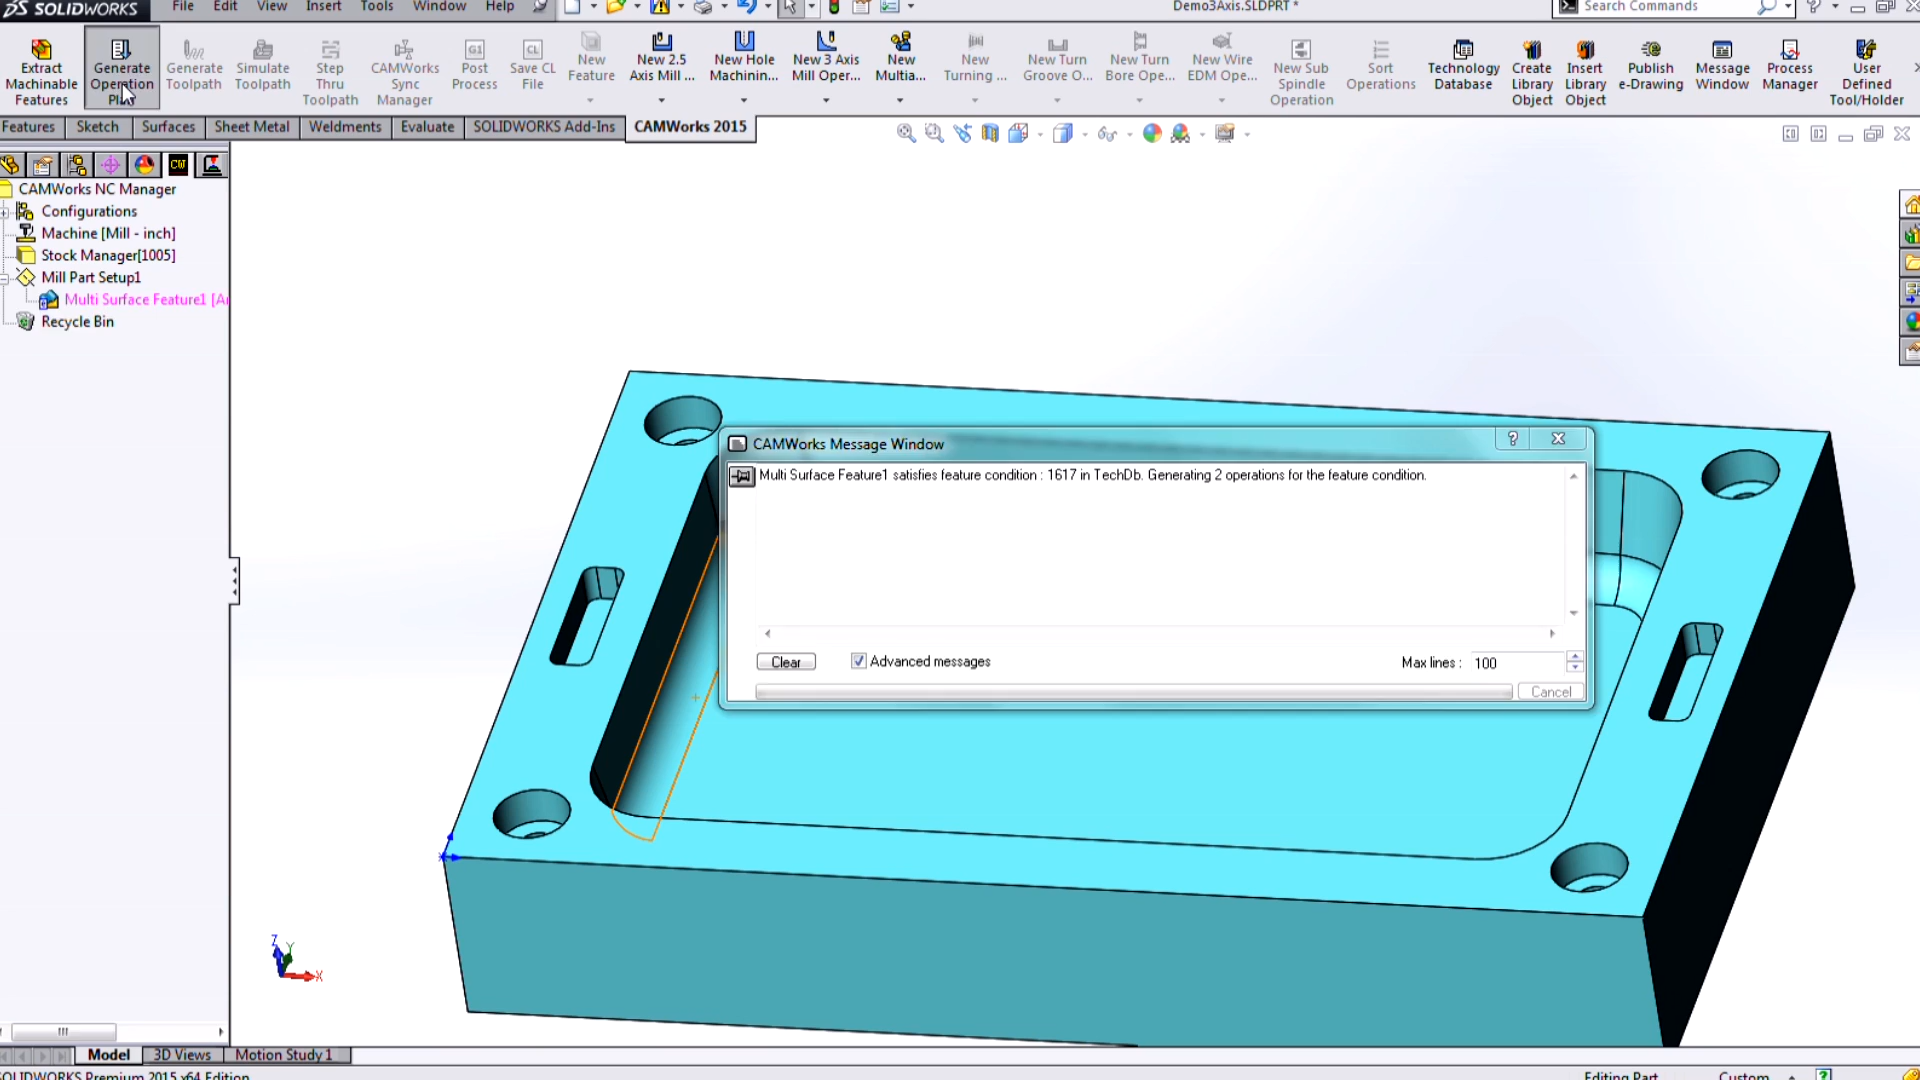 SOLIDWORKS File Edit View Insert Tools Window Help
Demo3Axis.SLDPRT *
Search Commands
Extract Machinable Features
Generate Operation
Generate Toolpath
Simulate Toolpath
Step Thru Toolpath
CAMWorks Sync Manager
Post Process
Save CL File
New Feature
New 2.5 Axis Mill ...
New Hole Machinin...
New 3 Axis Mill Oper...
New Multia...
New Turning ...
New Turn Groove O...
New Turn Bore Ope...
New Wire EDM Ope...
New Sub Spindle Operation
Sort Operations
Technology Database
Create Library Object
Insert Library Object
Publish e-Drawing
Message Window
Process Manager
User Defined Tool/Holder
Features Sketch Surfaces Sheet Metal Weldments Evaluate SOLIDWORKS Add-Ins CAMWorks 2015
CAMWorks NC Manager
Configurations
Machine [Mill - inch]
Stock Manager[1005]
Mill Part Setup1
Multi Surface Feature1 [A
Recycle Bin
CAMWorks Message Window
Multi Surface Feature1 satisfies feature condition : 1617 in TechDb. Generating 2 operations for the feature condition.
Clear Advanced messages Max lines : 100
Cancel
Z Y X
Model 3D Views Motion Study 1
SOLIDWORKS Premium 2015 x64 Edition Editing Part Custom